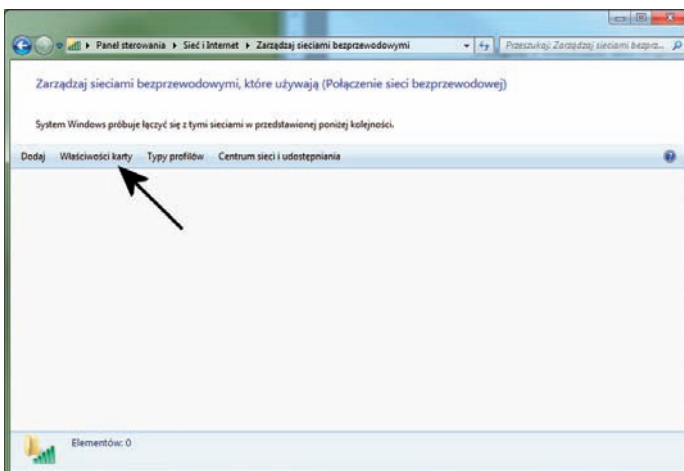 Panel sterowania ▸ Sieć i Internet ▸ Zarządzaj sieciami bezprzewodowymi
Przeszukaj: Zarządzaj sieciami bezprz...
Zarządzaj sieciami bezprzewodowymi, które używają (Połączenie sieci bezprzewodowej)
System Windows próbuje łączyć się z tymi sieciami w przedstawionej poniżej kolejności.
Dodaj Właściwości karty Typy profilów Centrum sieci i udostępniania
Elementów: 0